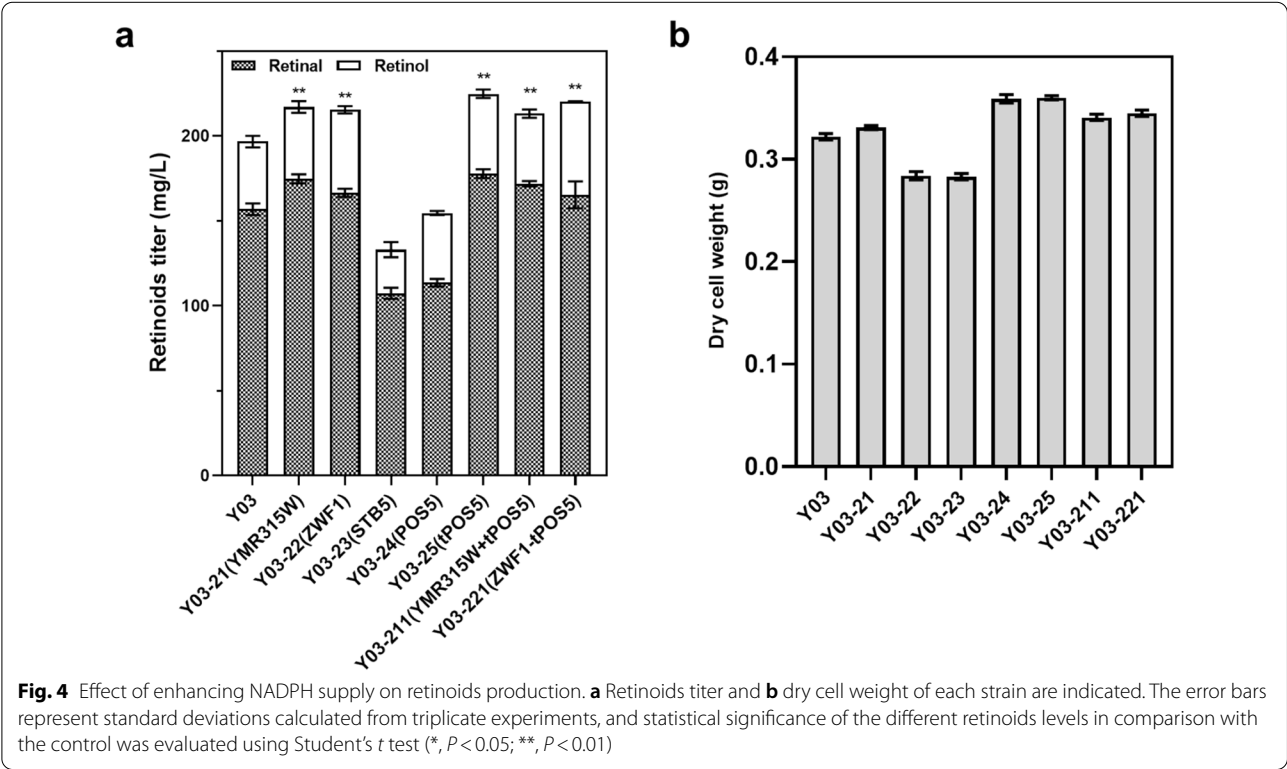 a
Retinal Retinol
Retinoids titer (mg/L)
200
100
0
** ** ** ** **
Y03
Y03-21(YMR315W)
Y03-22(ZWF1)
Y03-23(STB5)
Y03-24(POS5)
Y03-25(tPOS5)
Y03-211(YMR315W+tPOS5)
Y03-221(ZWF1-tPOS5)
b
Dry cell weight (g)
0.4
0.3
0.2
0.1
0.0
Y03
Y03-21
Y03-22
Y03-23
Y03-24
Y03-25
Y03-211
Y03-221
Fig. 4 Effect of enhancing NADPH supply on retinoids production. a Retinoids titer and b dry cell weight of each strain are indicated. The error bars
represent standard deviations calculated from triplicate experiments, and statistical significance of the different retinoids levels in comparison with
the control was evaluated using Student’s t test (*, P < 0.05; **, P < 0.01)